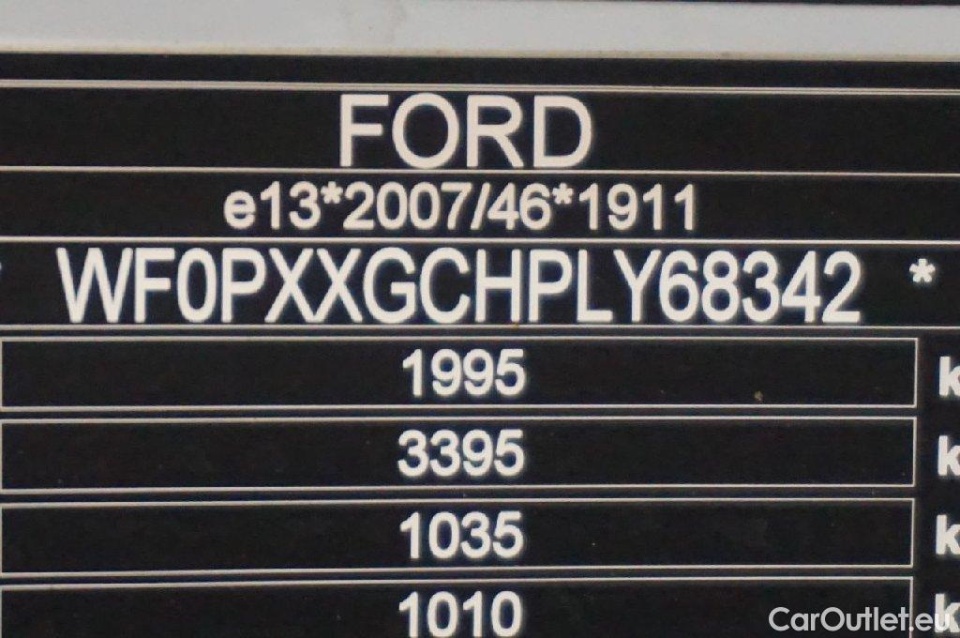 FORD
e13*2007/46*1911
* WF0PXXGCHPLY68342 *
1995 k
3395 k
1035 k
1010 k
CarOutlet.eu